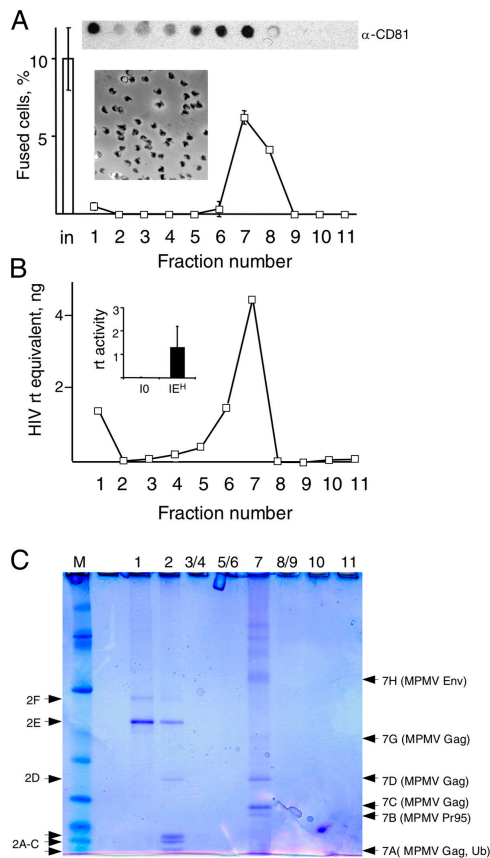 A
α-CD81
Fused cells, %
10
5
in 1 2 3 4 5 6 7 8 9 10 11
Fraction number
B
HIV rt equivalent, ng
4
2
rt activity
3
2
1
I0 IEH
1 2 3 4 5 6 7 8 9 10 11
Fraction number
C
M 1 2 3/4 5/6 7 8/9 10 11
2F
2E
2D
2A-C
7H (MPMV Env)
7G (MPMV Gag)
7D (MPMV Gag)
7C (MPMV Gag)
7B (MPMV Pr95)
7A( MPMV Gag, Ub)